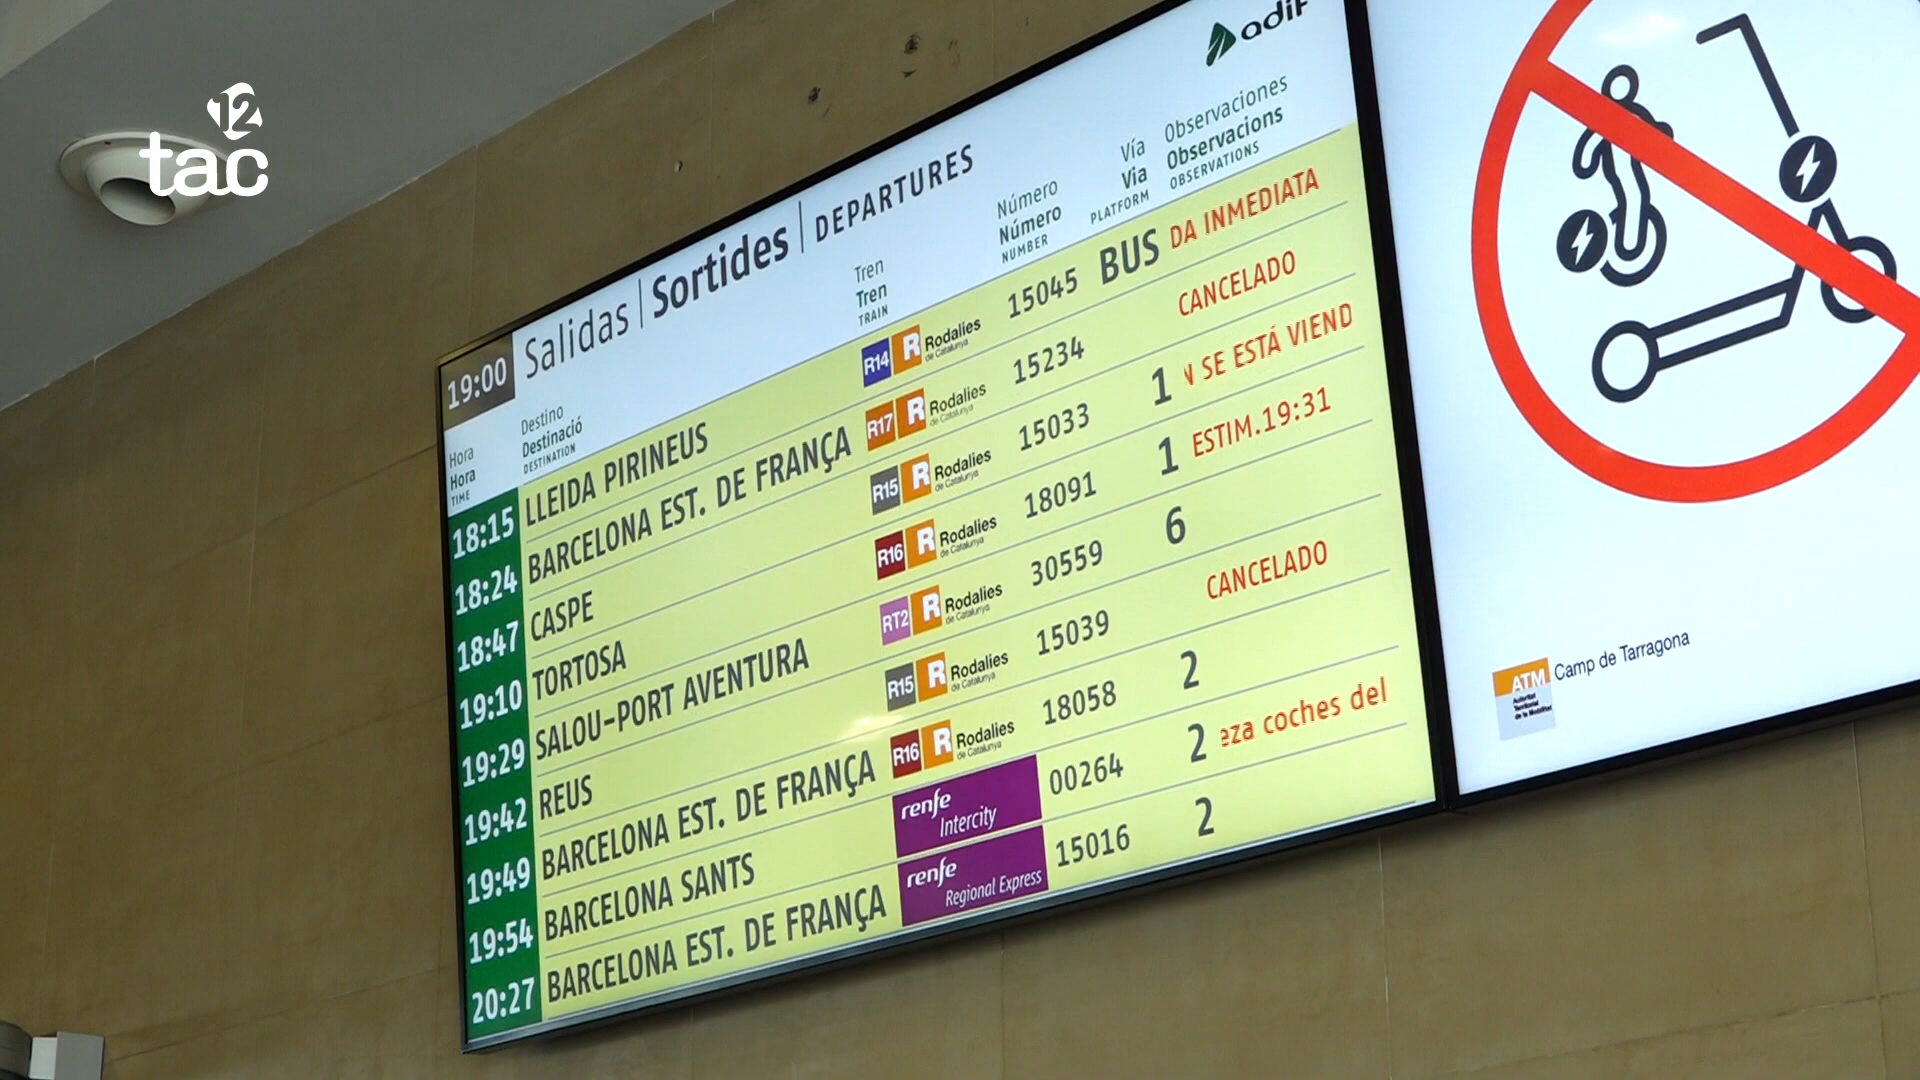 12
tac
adif
19:00 Salidas | Sortides | DEPARTURES
Hora
Hora
TIME
Destino
Destinació
DESTINATION
Tren
Tren
TRAIN
Número
Número
NUMBER
Vía
Via
PLATFORM
Observaciones
Observacions
OBSERVATIONS
18:15 LLEIDA PIRINEUS R14 R Rodalies de Catalunya 15045 BUS DA INMEDIATA
18:24 BARCELONA EST. DE FRANÇA R17 R Rodalies de Catalunya 15234 CANCELADO
18:47 CASPE R15 R Rodalies de Catalunya 15033 1 N SE ESTÁ VIEND
19:10 TORTOSA R16 R Rodalies de Catalunya 18091 1 ESTIM.19:31
19:29 SALOU-PORT AVENTURA RT2 R Rodalies de Catalunya 30559 6
19:42 REUS R15 R Rodalies de Catalunya 15039 CANCELADO
19:49 BARCELONA EST. DE FRANÇA R16 R Rodalies de Catalunya 18058 2
19:54 BARCELONA SANTS renfe Intercity 00264 2 eza coches del
20:27 BARCELONA EST. DE FRANÇA renfe Regional Express 15016 2
ATM Camp de Tarragona
Autoritat
Territorial
de la Mobilitat